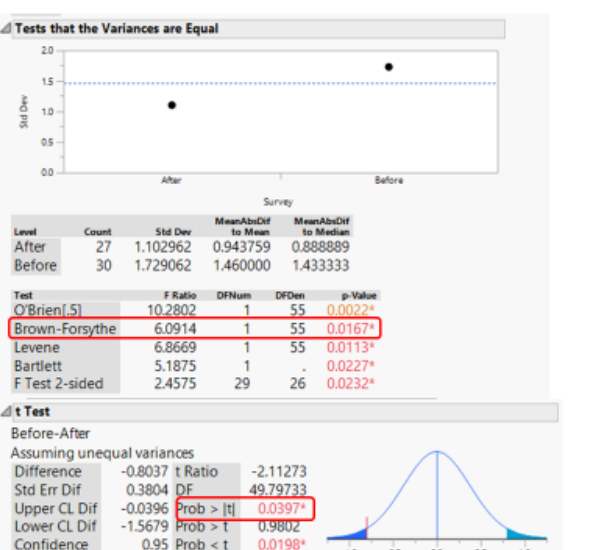 Tests that the Variances are Equal
2.0
1.5
1.0
0.5
0.0
Std Dev
After Before
Survey
Level Count Std Dev MeanAbsDif to Mean MeanAbsDif to Median
After 27 1.102962 0.943759 0.888889
Before 30 1.729062 1.460000 1.433333
Test F Ratio DFNum DFDen p-Value
O'Brien[.5] 10.2802 1 55 0.0022*
Brown-Forsythe 6.0914 1 55 0.0167*
Levene 6.8669 1 55 0.0113*
Bartlett 5.1875 1 . 0.0227*
F Test 2-sided 2.4575 29 26 0.0232*
t Test
Before-After
Assuming unequal variances
Difference -0.8037 t Ratio -2.11273
Std Err Dif 0.3804 DF 49.79733
Upper CL Dif -0.0396 Prob > |t| 0.0397*
Lower CL Dif -1.5679 Prob > t 0.9802
Confidence 0.95 Prob < t 0.0198*